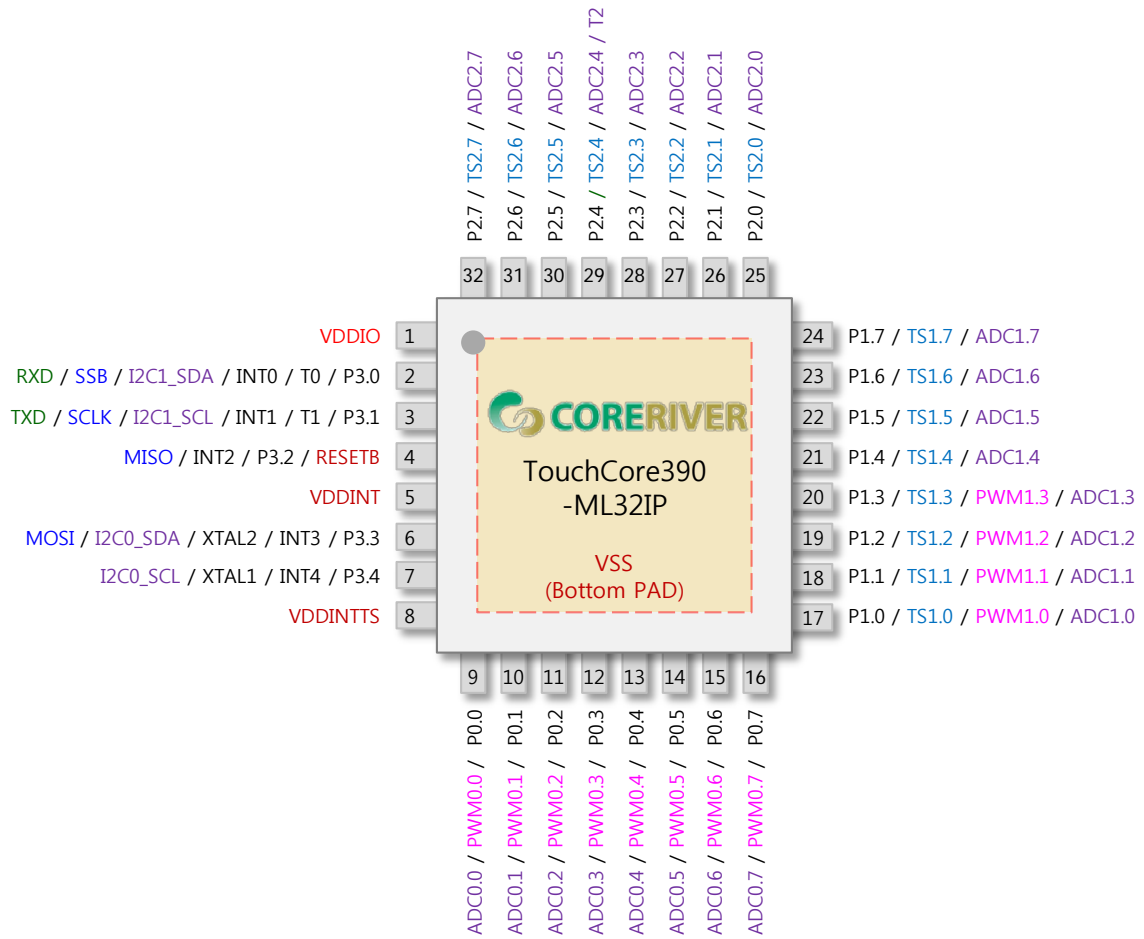 P2.7 / TS2.7 / ADC2.7
P2.6 / TS2.6 / ADC2.6
P2.5 / TS2.5 / ADC2.5
P2.4 / TS2.4 / ADC2.4 / T2
P2.3 / TS2.3 / ADC2.3
P2.2 / TS2.2 / ADC2.2
P2.1 / TS2.1 / ADC2.1
P2.0 / TS2.0 / ADC2.0
32 31 30 29 28 27 26 25
VDDIO 1
RXD / SSB / I2C1_SDA / INT0 / T0 / P3.0 2
TXD / SCLK / I2C1_SCL / INT1 / T1 / P3.1 3
MISO / INT2 / P3.2 / RESETB 4
VDDINT 5
MOSI / I2C0_SDA / XTAL2 / INT3 / P3.3 6
I2C0_SCL / XTAL1 / INT4 / P3.4 7
VDDINTTS 8
CORERIVER
TouchCore390
-ML32IP
VSS
(Bottom PAD)
24 P1.7 / TS1.7 / ADC1.7
23 P1.6 / TS1.6 / ADC1.6
22 P1.5 / TS1.5 / ADC1.5
21 P1.4 / TS1.4 / ADC1.4
20 P1.3 / TS1.3 / PWM1.3 / ADC1.3
19 P1.2 / TS1.2 / PWM1.2 / ADC1.2
18 P1.1 / TS1.1 / PWM1.1 / ADC1.1
17 P1.0 / TS1.0 / PWM1.0 / ADC1.0
9 10 11 12 13 14 15 16
ADC0.0 / PWM0.0 / P0.0
ADC0.1 / PWM0.1 / P0.1
ADC0.2 / PWM0.2 / P0.2
ADC0.3 / PWM0.3 / P0.3
ADC0.4 / PWM0.4 / P0.4
ADC0.5 / PWM0.5 / P0.5
ADC0.6 / PWM0.6 / P0.6
ADC0.7 / PWM0.7 / P0.7